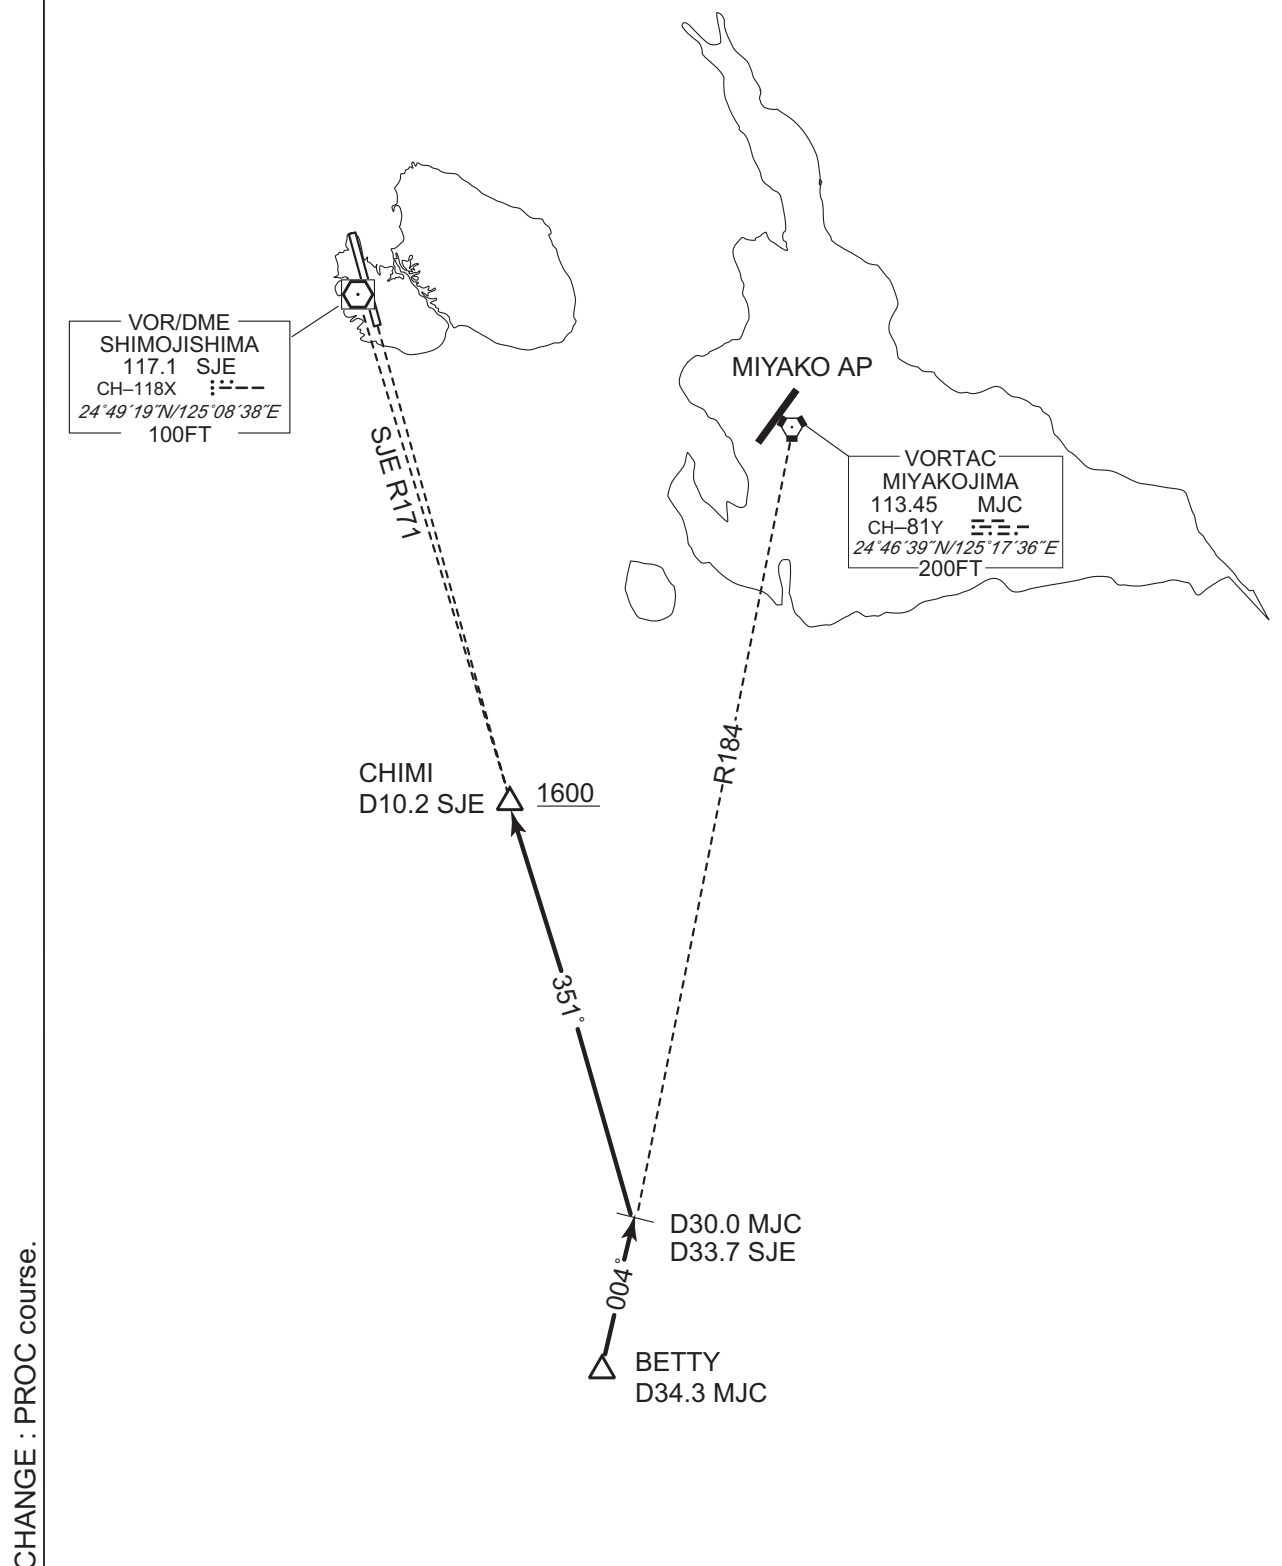 MIYAKO AP
VOR/DME
SHIMOJISHIMA
117.1 SJE
CH–118X
24°49´19˝N/125°08´38˝E
100FT
SJE R171
VORTAC
MIYAKOJIMA
113.45 MJC
CH–81Y
24°46´39˝N/125°17´36˝E
200FT
R184
CHIMI
D10.2 SJE
1600
351°
D30.0 MJC
D33.7 SJE
004°
BETTY
D34.3 MJC
CHANGE : PROC course.